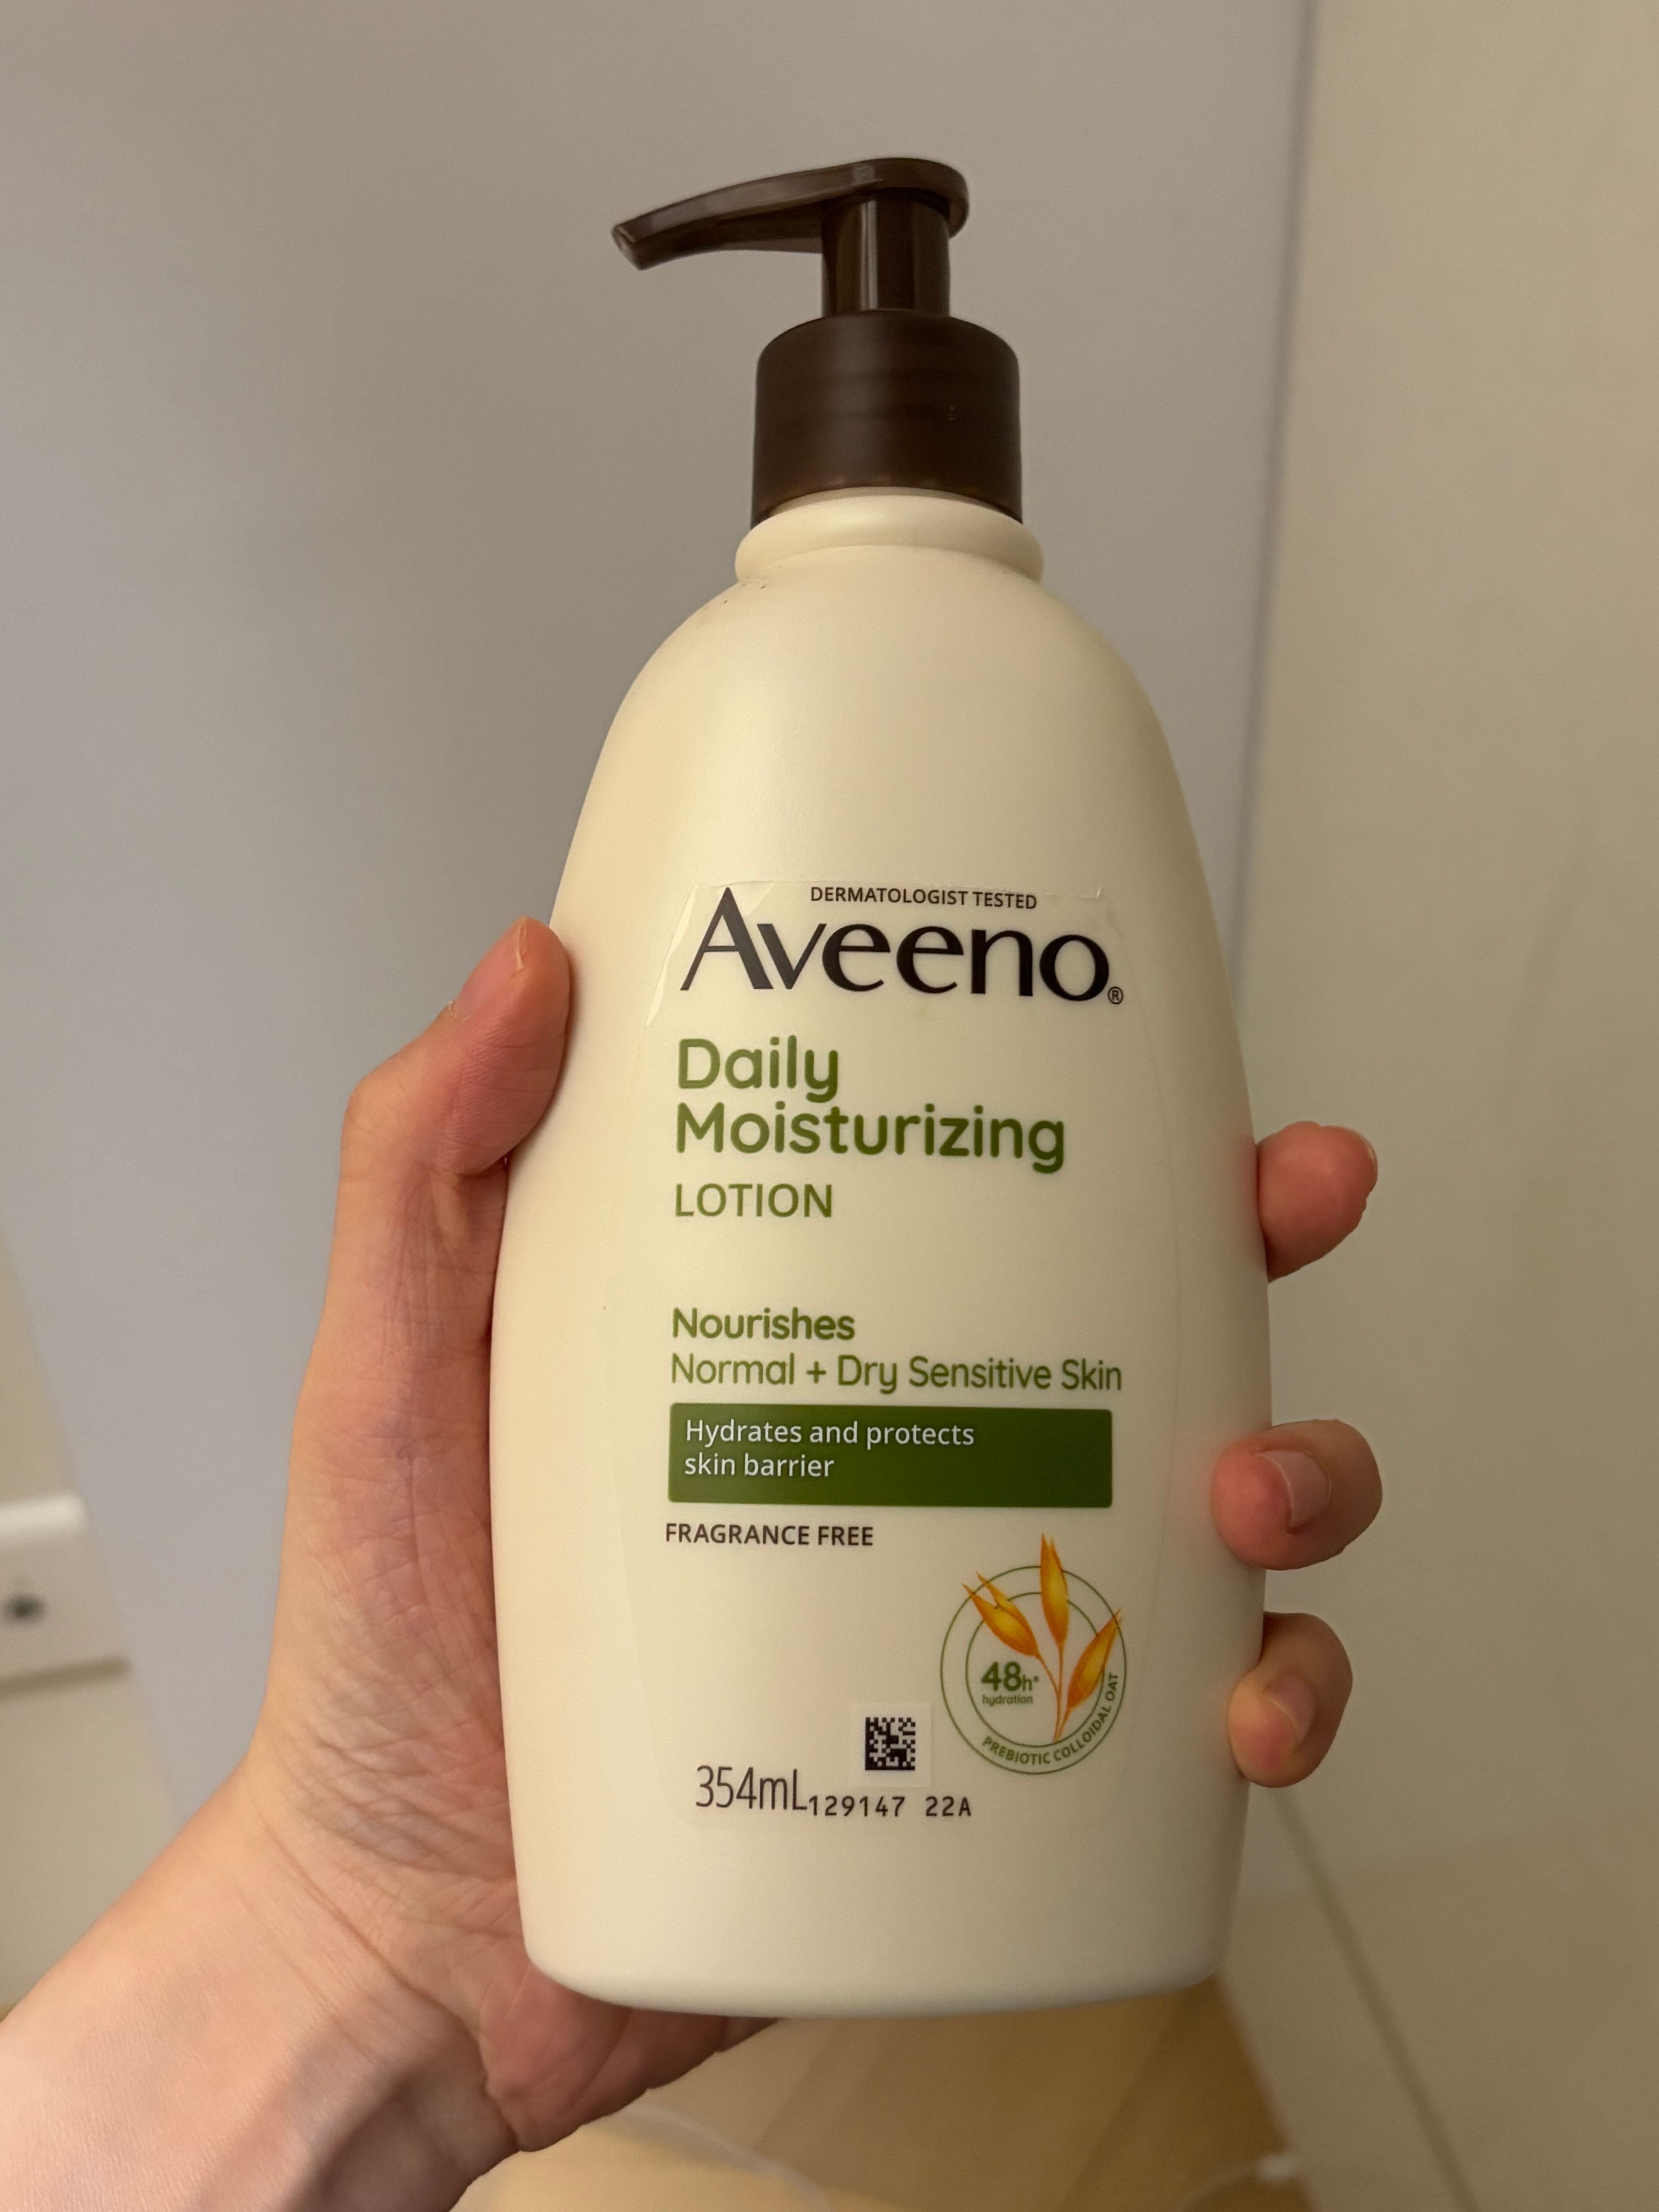 DERMATOLOGIST TESTED
Aveeno®
Daily
Moisturizing
LOTION
Nourishes
Normal + Dry Sensitive Skin
Hydrates and protects
skin barrier
FRAGRANCE FREE
48h*
hydration
PREBIOTIC COLLOIDAL OAT
354mL
129147 22A